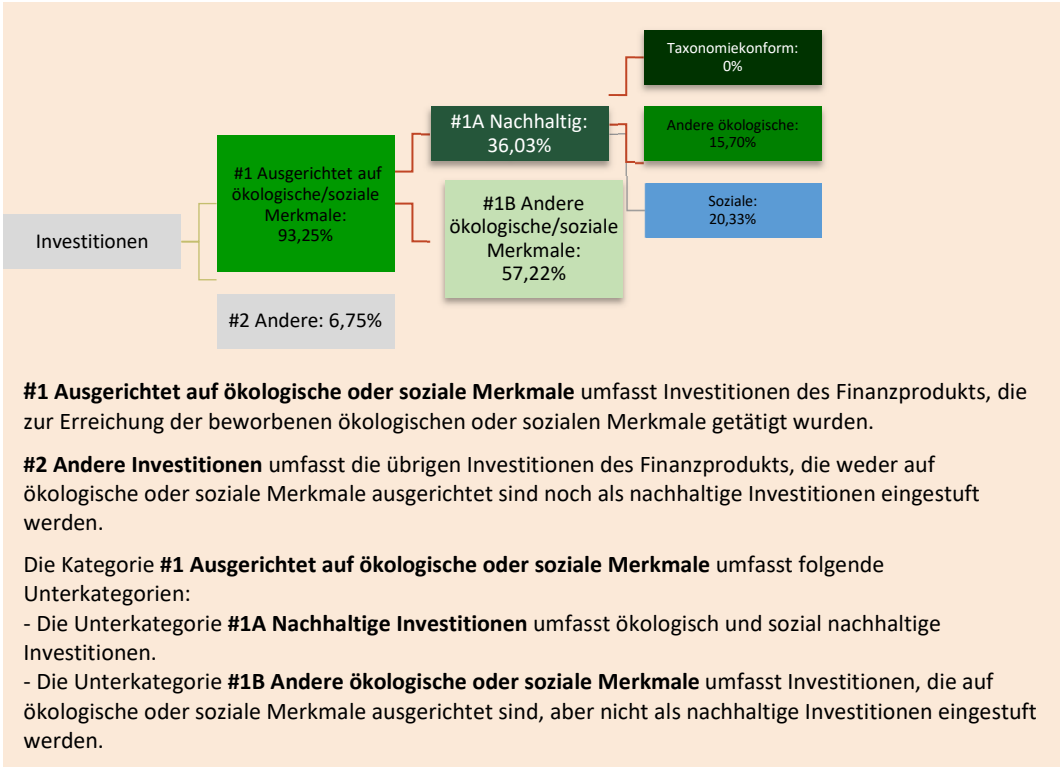 Taxonomiekonform:
0%
#1A Nachhaltig:
36,03%
Andere ökologische:
15,70%
#1 Ausgerichtet auf
ökologische/soziale
Merkmale:
93,25%
#1B Andere
ökologische/soziale
Merkmale:
57,22%
Soziale:
20,33%
Investitionen
#2 Andere: 6,75%
#1 Ausgerichtet auf ökologische oder soziale Merkmale umfasst Investitionen des Finanzprodukts, die
zur Erreichung der beworbenen ökologischen oder sozialen Merkmale getätigt wurden.
#2 Andere Investitionen umfasst die übrigen Investitionen des Finanzprodukts, die weder auf
ökologische oder soziale Merkmale ausgerichtet sind noch als nachhaltige Investitionen eingestuft
werden.
Die Kategorie #1 Ausgerichtet auf ökologische oder soziale Merkmale umfasst folgende
Unterkategorien:
- Die Unterkategorie #1A Nachhaltige Investitionen umfasst ökologisch und sozial nachhaltige
Investitionen.
- Die Unterkategorie #1B Andere ökologische oder soziale Merkmale umfasst Investitionen, die auf
ökologische oder soziale Merkmale ausgerichtet sind, aber nicht als nachhaltige Investitionen eingestuft
werden.